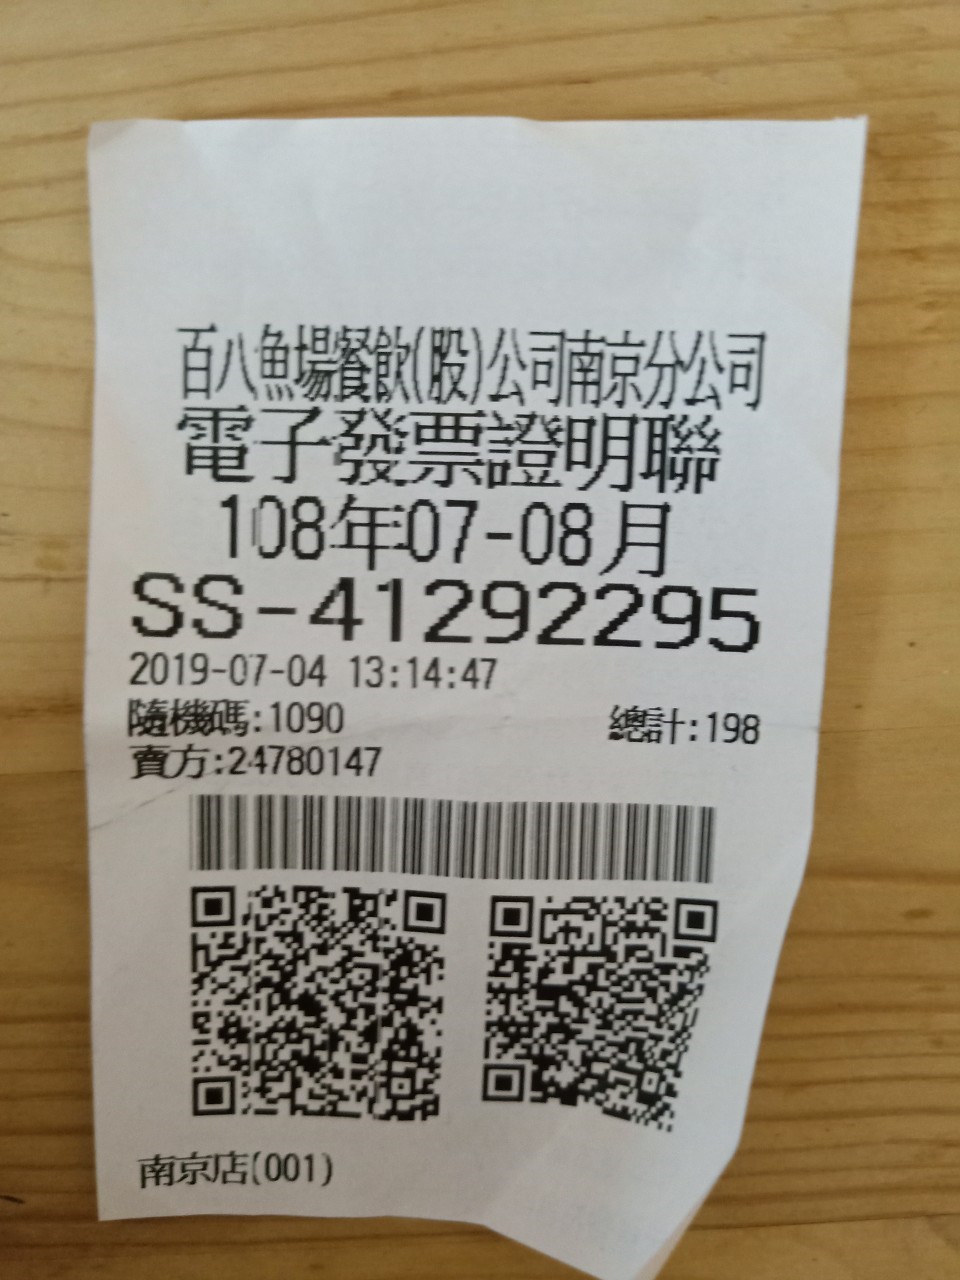 百八魚場餐飲(股)公司南京分公司
電子發票證明聯
108年07-08月
SS-41292295
2019-07-04 13:14:47
隨機碼:1090 總計:198
賣方:24780147
南京店(001)